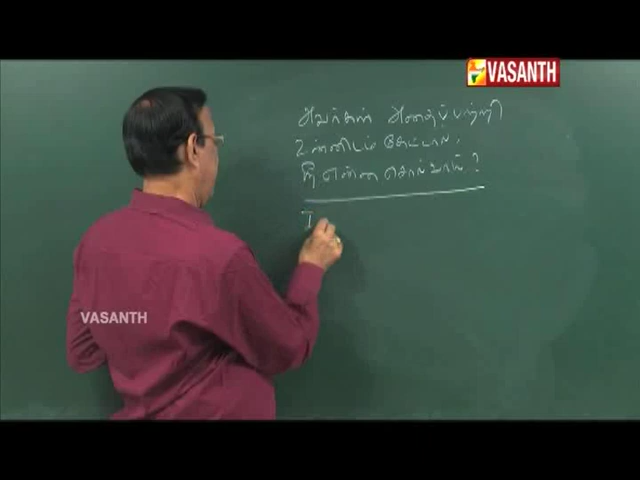 VASANTH
அவர்கள் அதைப்பற்றி
உன்னிடம் கேட்டால்,
நீ என்ன சொல்வாய்?
I
VASANTH